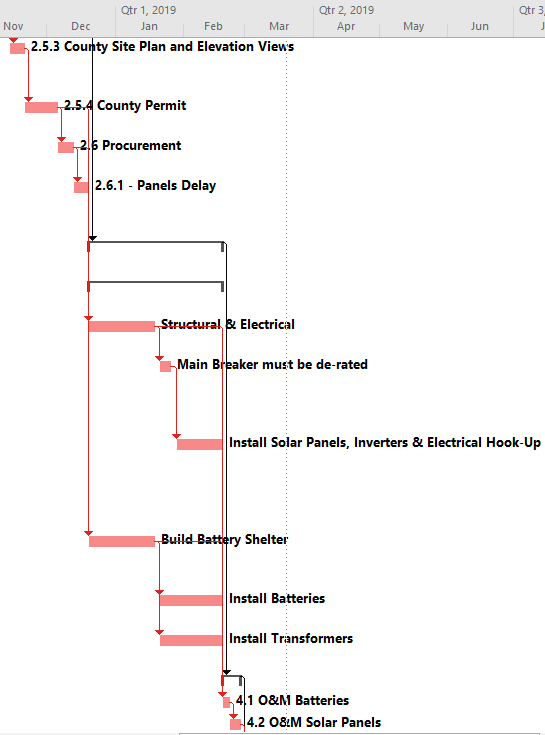 Qtr 1, 2019 Qtr 2, 2019 Qtr 3,
Nov Dec Jan Feb Mar Apr May Jun
2.5.3 County Site Plan and Elevation Views
2.5.4 County Permit
2.6 Procurement
2.6.1 - Panels Delay
Structural & Electrical
Main Breaker must be de-rated
Install Solar Panels, Inverters & Electrical Hook-Up
Build Battery Shelter
Install Batteries
Install Transformers
4.1 O&M Batteries
4.2 O&M Solar Panels